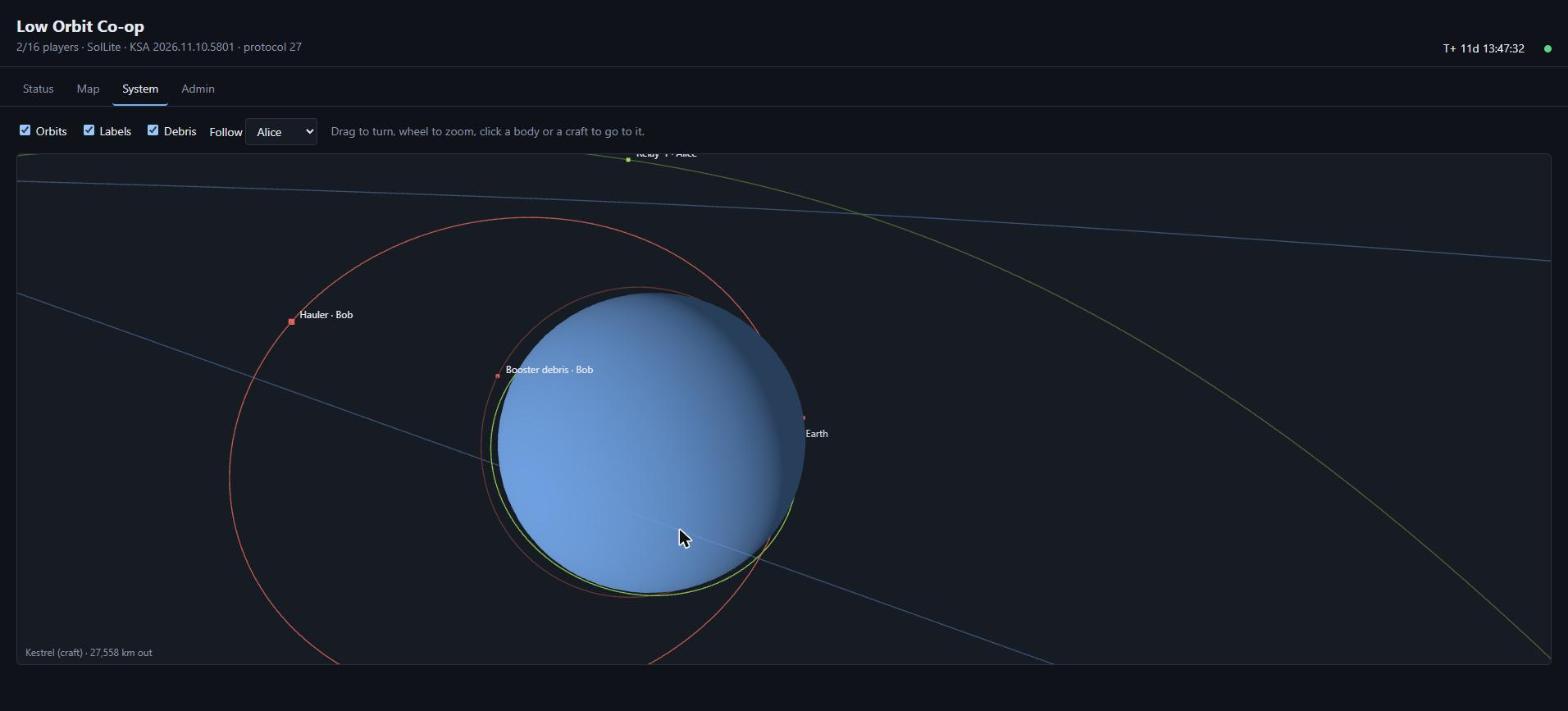 Low Orbit Co-op
2/16 players · SolLite · KSA 2026.11.10.5801 · protocol 27
T+ 11d 13:47:32
Status Map System Admin
Orbits Labels Debris Follow Alice Drag to turn, wheel to zoom, click a body or a craft to go to it.
Alice
Hauler · Bob
Booster debris · Bob
Earth
Kestrel (craft) · 27,558 km out